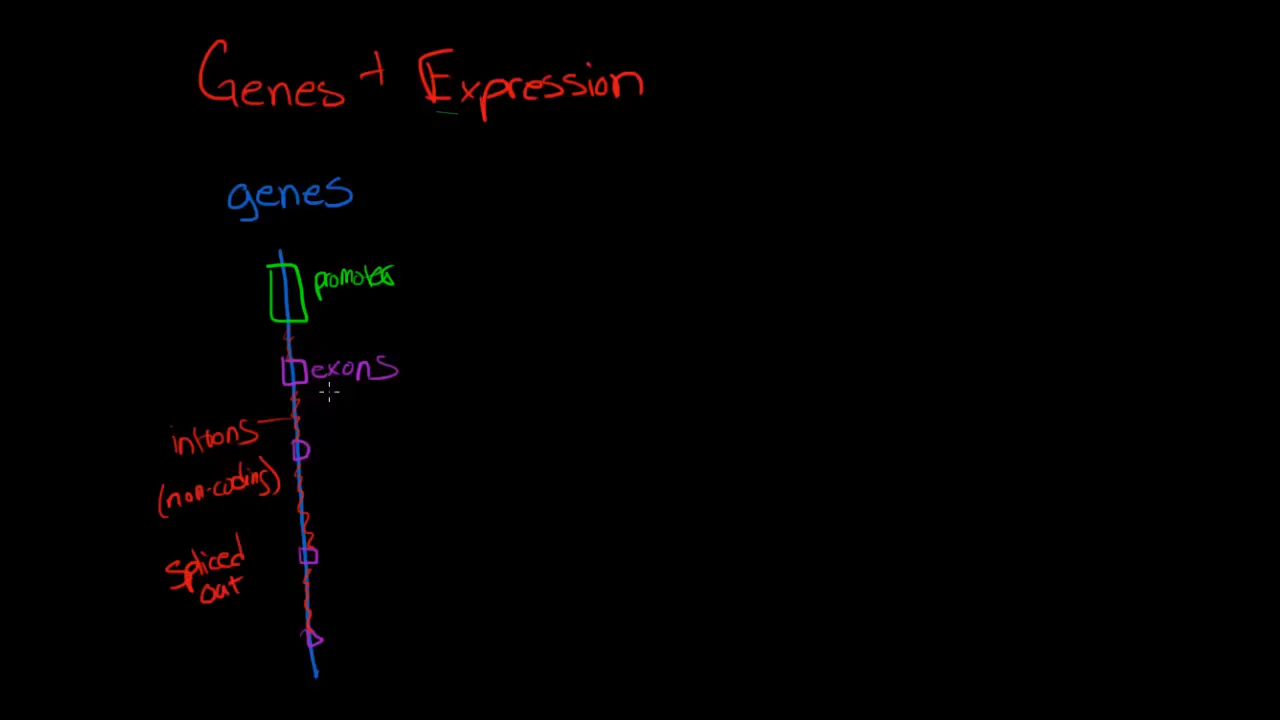 Genes + Expression
genes
promoter
exons
introns
(non-coding)
spliced
out